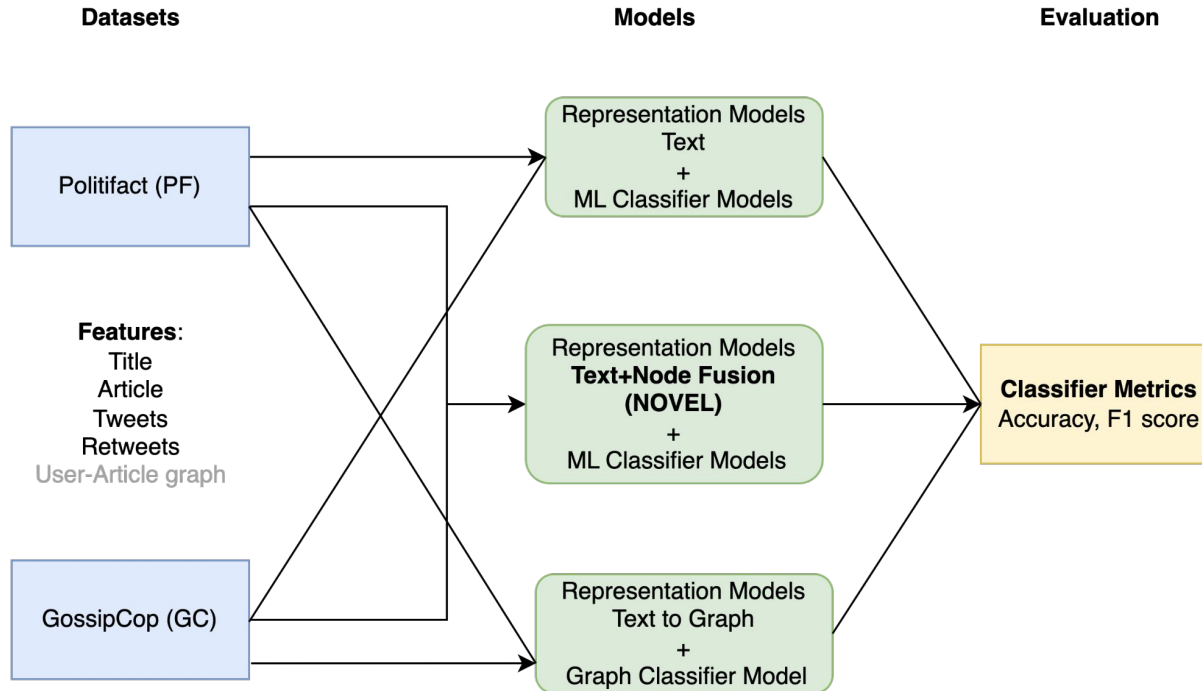 Datasets
Models
Evaluation
Politifact (PF)
Features:
Title
Article
Tweets
Retweets
User-Article graph
GossipCop (GC)
Representation Models
Text
+
ML Classifier Models
Representation Models
Text+Node Fusion
(NOVEL)
+
ML Classifier Models
Representation Models
Text to Graph
+
Graph Classifier Model
Classifier Metrics
Accuracy, F1 score